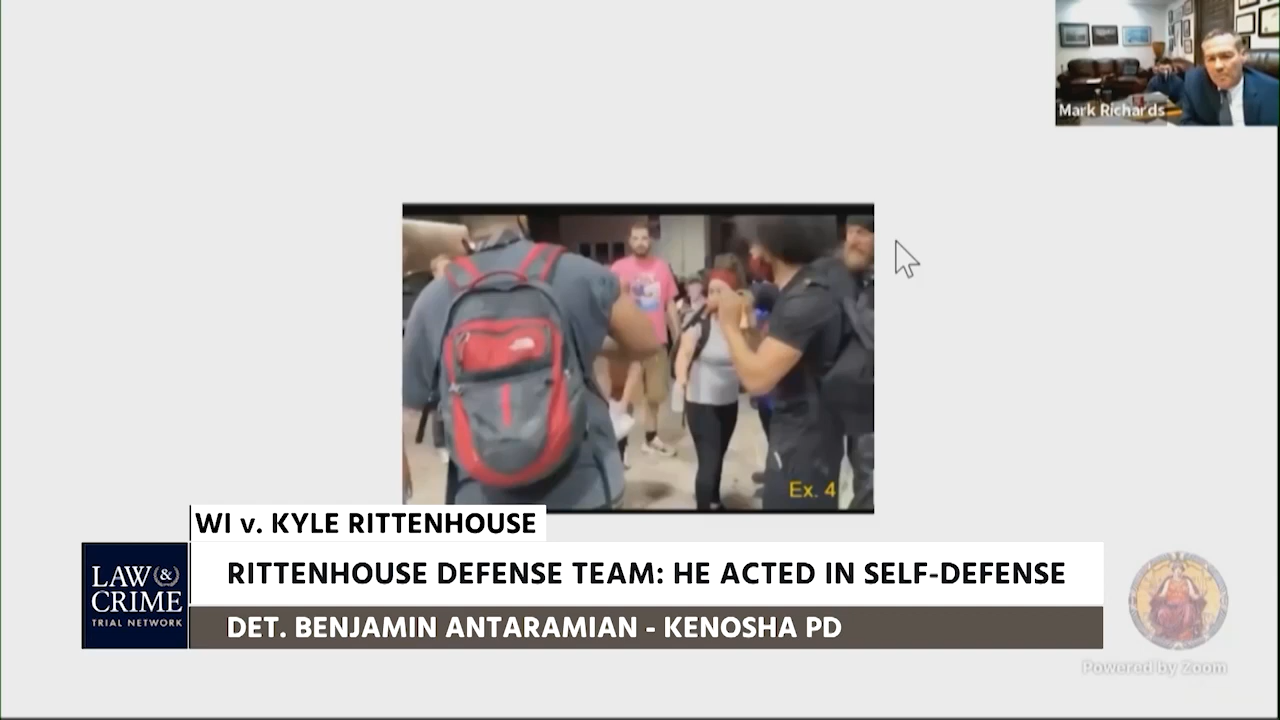 Mark Richards
Ex. 4
WI v. KYLE RITTENHOUSE
LAW &
CRIME
TRIAL NETWORK
RITTENHOUSE DEFENSE TEAM: HE ACTED IN SELF-DEFENSE
DET. BENJAMIN ANTARAMIAN - KENOSHA PD
Powered by Zoom